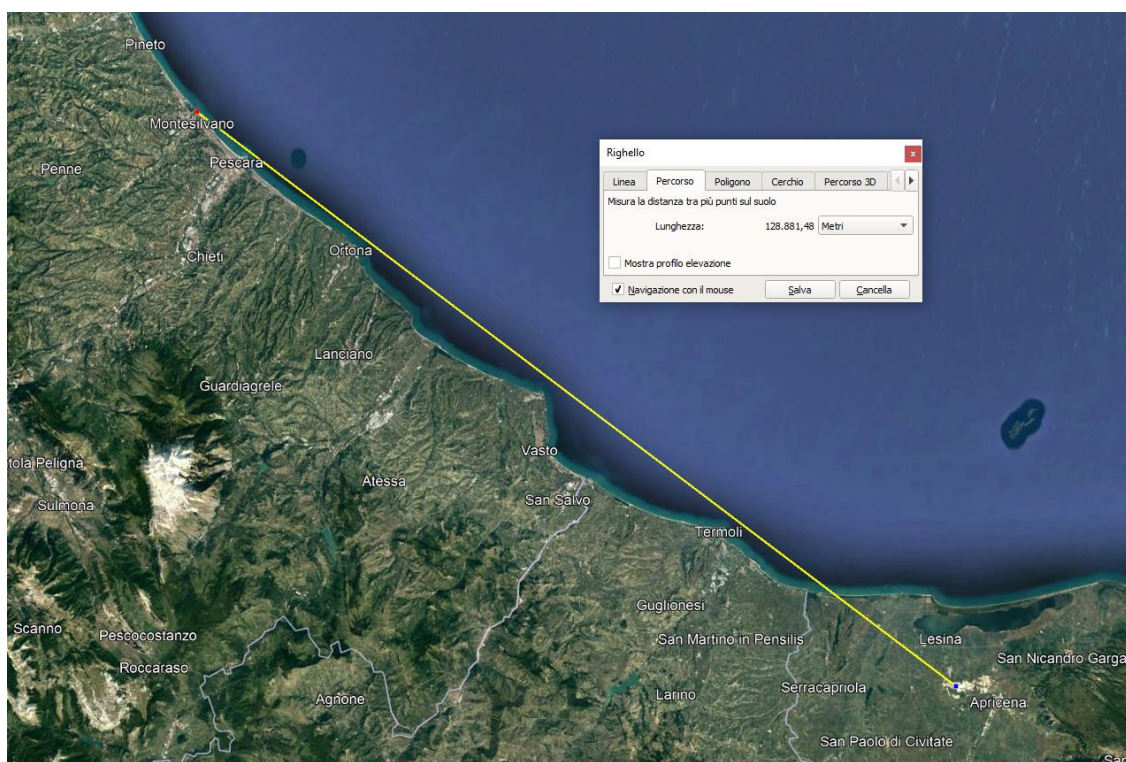 Pineto
Montesilvano
Righello
x
Linea Percorso Poligono Cerchio Percorso 3D
Penne
Pescara
Misura la distanza tra più punti sul suolo
Lunghezza: 128.881,48 Metri
Chieti
Ortona
Mostra profilo elevazione
Navigazione con il mouse Salva Cancella
Lanciano
Guardiagrele
Vasto
tola Peligna
Atessa
Sulmona
San Salvo
Termoli
Guglionesi
Scanno
Pescocostanzo
San Martino in Pensilis
Lesina
San Nicandro Garga
Roccaraso
Serracapriola
Agnone
Larino
Apricena
San Paolo di Civitate
San